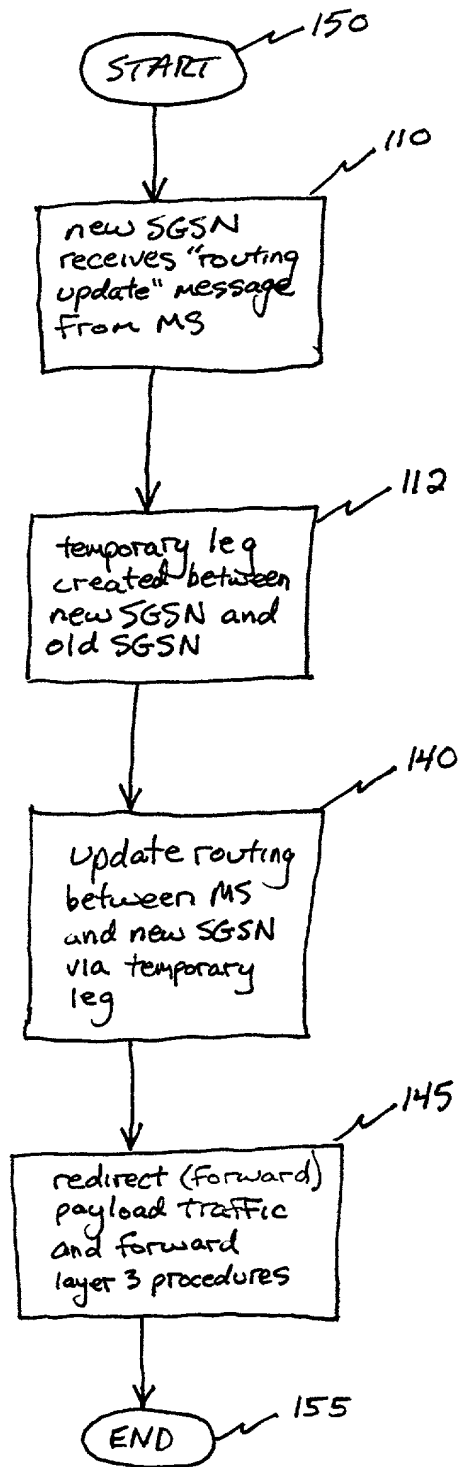 150
START
110
new SGSN
receives "routing
update" message
from MS
112
temporary leg
created between
new SGSN and
old SGSN
140
update routing
between MS
and new SGSN
via temporary
leg
145
redirect (forward)
payload traffic
and forward
layer 3 procedures
155
END